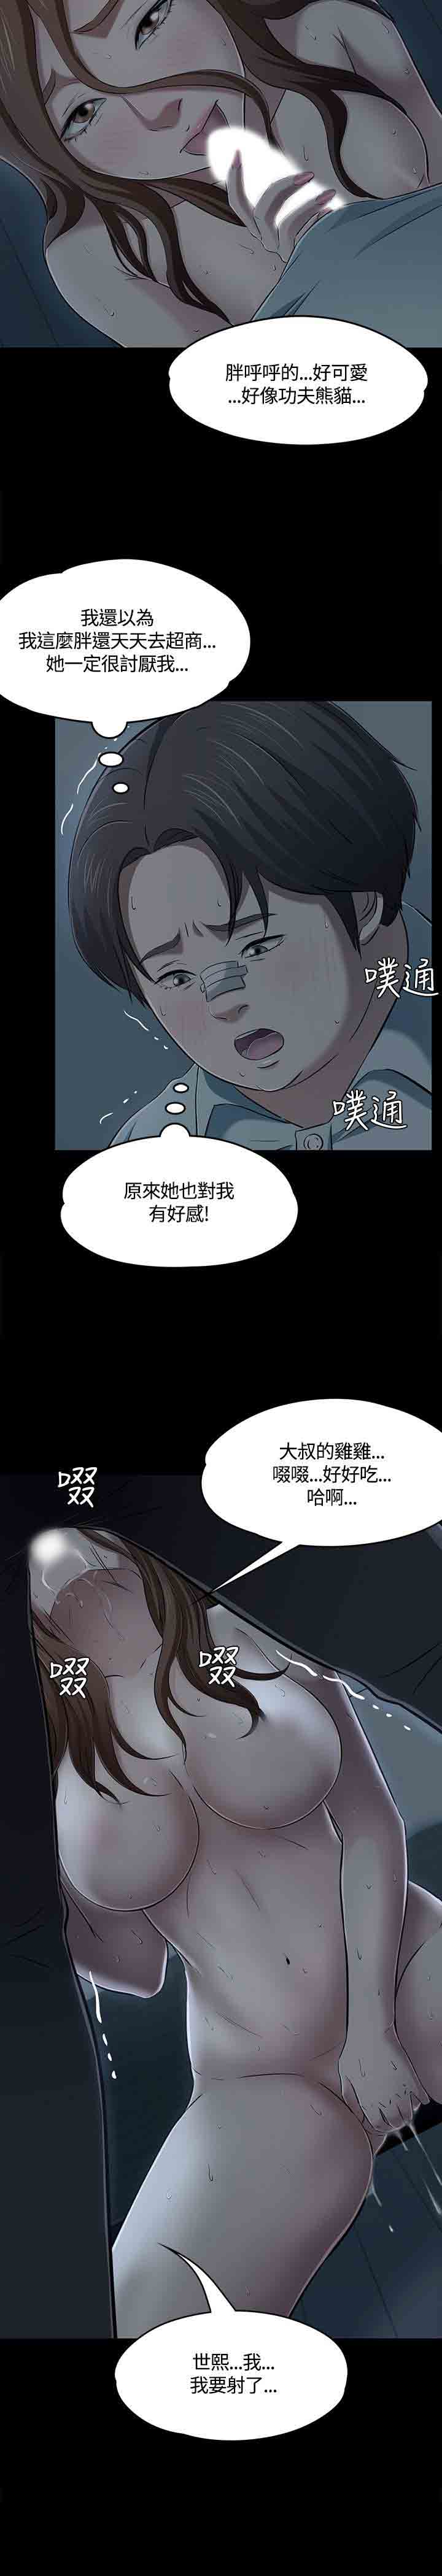 胖呼呼的...好可愛
...好像功夫熊貓...
我還以為
我這麼胖還天天去超商...
她一定很討厭我...
噗通
噗通
原來她也對我
有好感!
大叔的雞雞...
啜啜...好好吃...
哈啊...
啜啜
啜啜
啜啜
世熙...我...
我要射了...